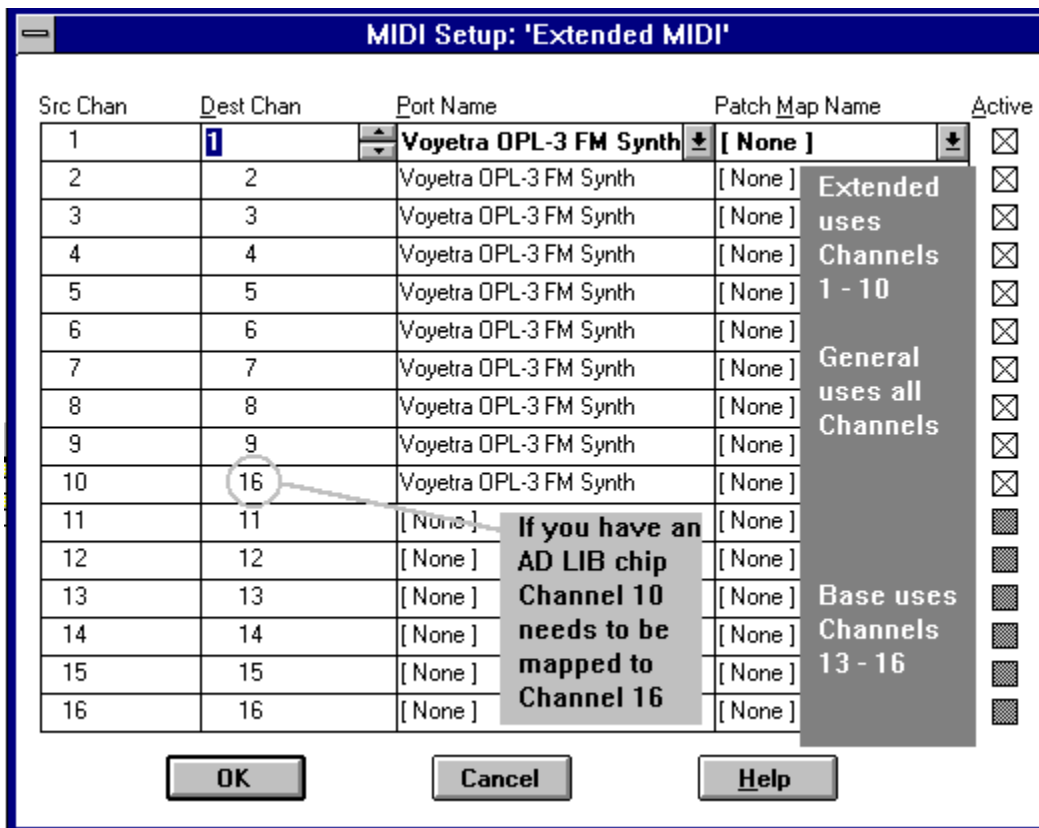 MIDI Setup: 'Extended MIDI'
Src Chan Dest Chan Port Name Patch Map Name Active
1 1 Voyetra OPL-3 FM Synth [ None ]
2 2 Voyetra OPL-3 FM Synth [ None ]
3 3 Voyetra OPL-3 FM Synth [ None ]
4 4 Voyetra OPL-3 FM Synth [ None ]
5 5 Voyetra OPL-3 FM Synth [ None ]
6 6 Voyetra OPL-3 FM Synth [ None ]
7 7 Voyetra OPL-3 FM Synth [ None ]
8 8 Voyetra OPL-3 FM Synth [ None ]
9 9 Voyetra OPL-3 FM Synth [ None ]
10 16 Voyetra OPL-3 FM Synth [ None ]
11 11 [ None ] [ None ]
12 12 [ None ] [ None ]
13 13 [ None ] [ None ]
14 14 [ None ] [ None ]
15 15 [ None ] [ None ]
16 16 [ None ] [ None ]
Extended
uses
Channels
1 - 10
General
uses all
Channels
Base uses
Channels
13 - 16
If you have an
AD LIB chip
Channel 10
needs to be
mapped to
Channel 16
OK Cancel Help